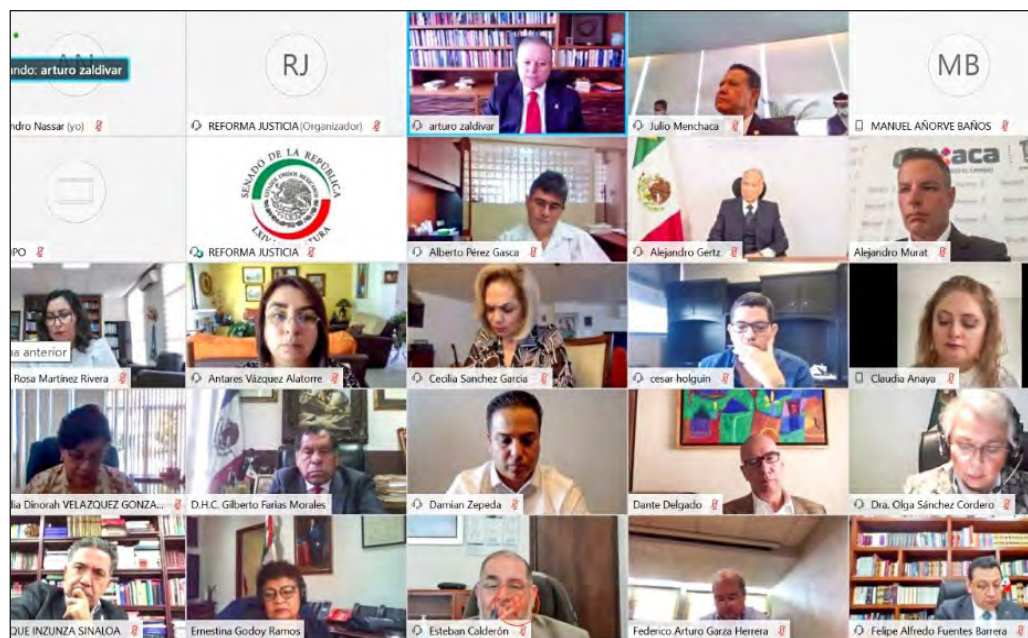 ando: arturo zaldivar
ndro Nassar (yo)
RJ
REFORMA JUSTICIA (Organizador)
arturo zaldivar
Julio Menchaca
MB
MANUEL AÑORVE BAÑOS
PO
SENADO DE LA REPÚBLICA
REFORMA JUSTICIA
Alberto Pérez Gasca
Alejandro Gertz
Alejandro Murat
na anterior
Rosa Martínez Rivera
Antares Vázquez Alatorre
Cecilia Sanchez Garcia
cesar holguin
Claudia Anaya
lia Dinorah VELAZQUEZ GONZA...
D.H.C. Gilberto Farias Morales
Damian Zepeda
Dante Delgado
Dra. Olga Sánchez Cordero
QUE INZUNZA SINALOA
Ernestina Godoy Ramos
Esteban Calderón
Federico Arturo Garza Herrera
Felipe Alfredo Fuentes Barrera